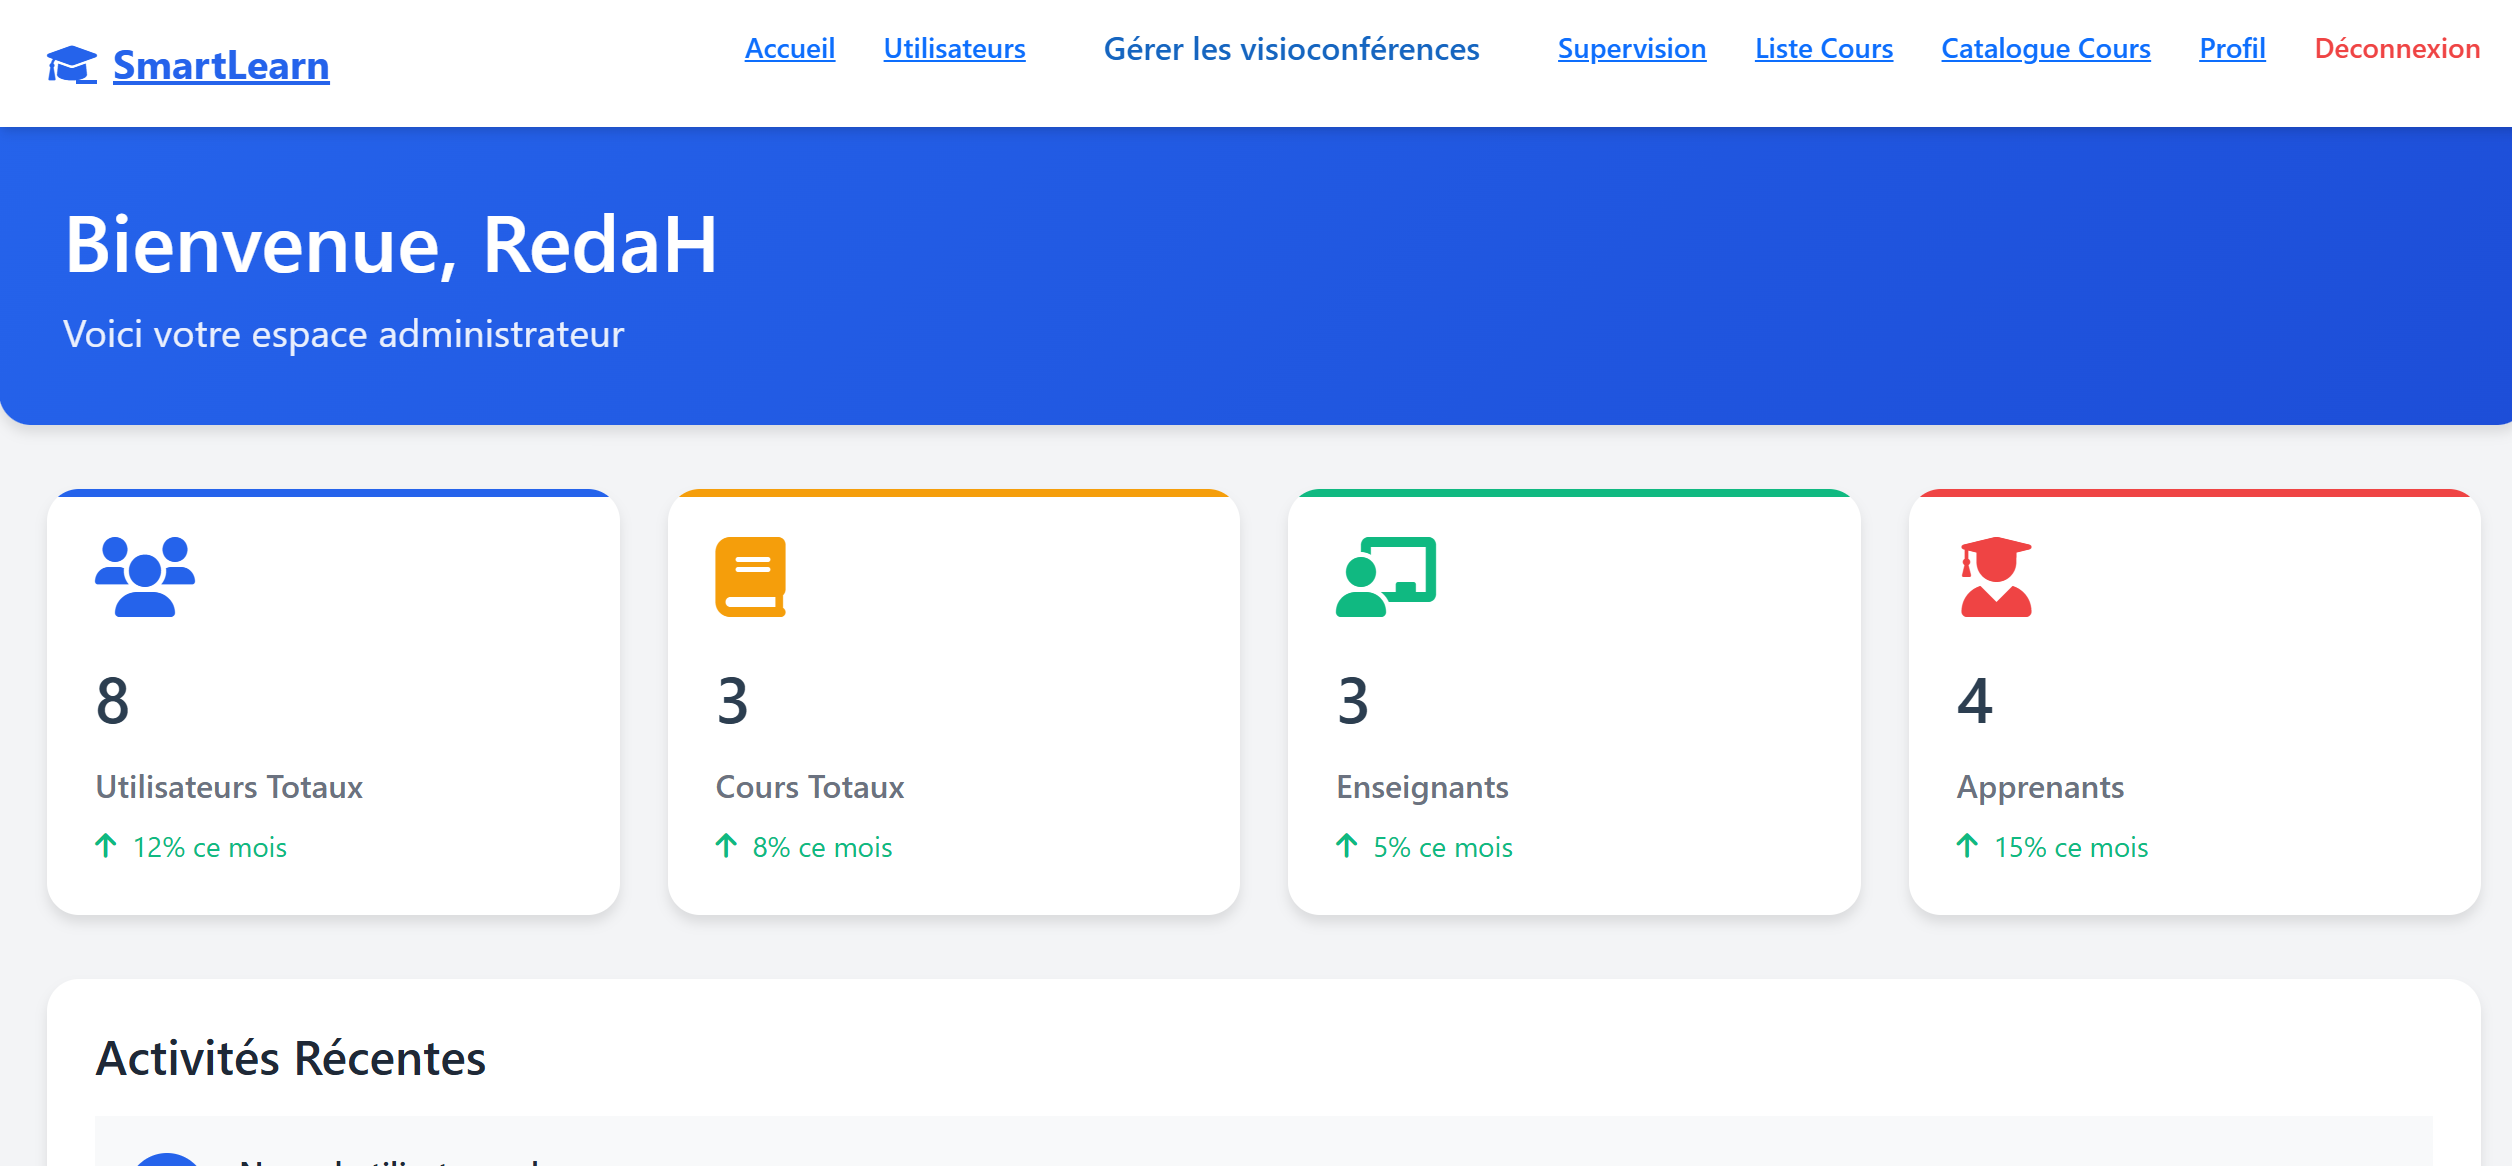 SmartLearn
Accueil Utilisateurs Gérer les visioconférences Supervision Liste Cours Catalogue Cours Profil Déconnexion
Bienvenue, RedaH
Voici votre espace administrateur
8
Utilisateurs Totaux
12% ce mois
3
Cours Totaux
8% ce mois
3
Enseignants
5% ce mois
4
Apprenants
15% ce mois
Activités Récentes